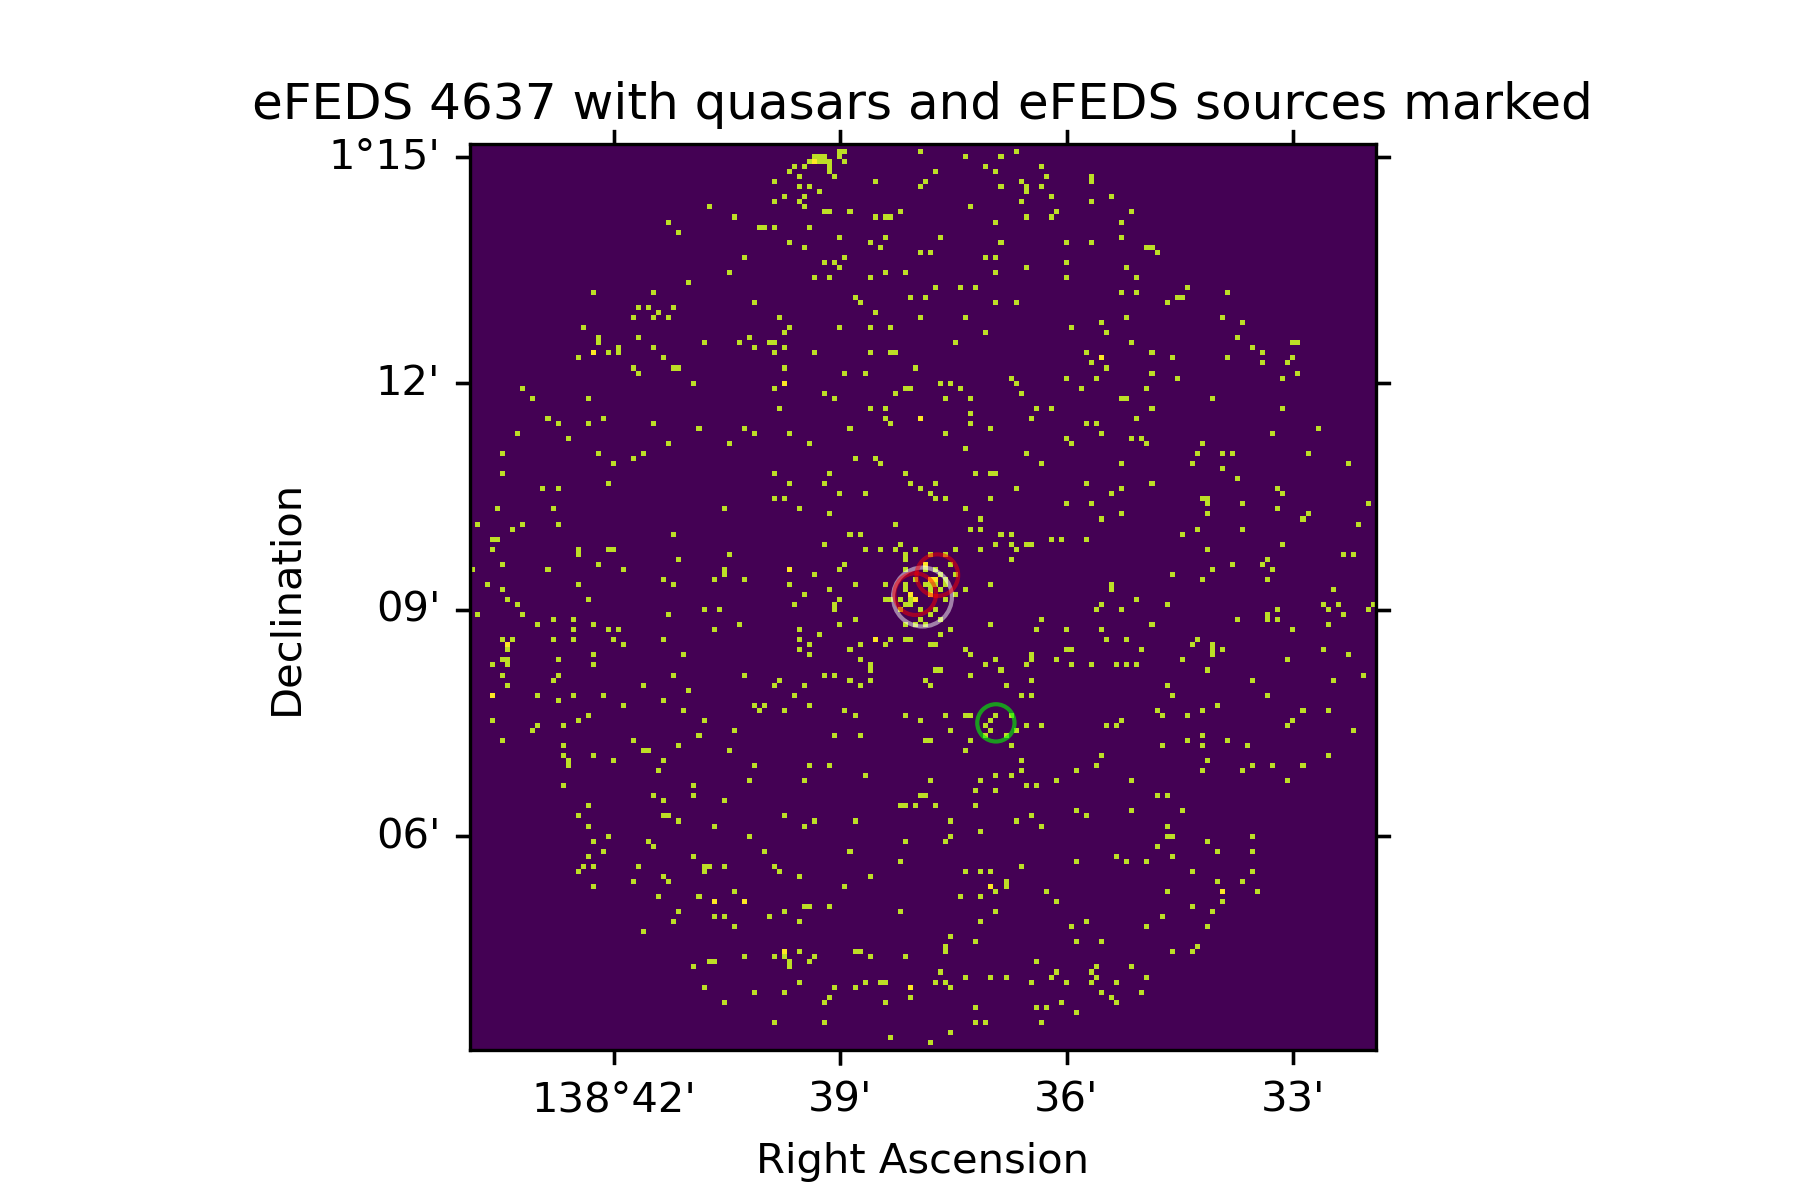 eFEDS 4637 with quasars and eFEDS sources marked
1°15'
12'
09'
06'
Declination
138°42'
39'
36'
33'
Right Ascension